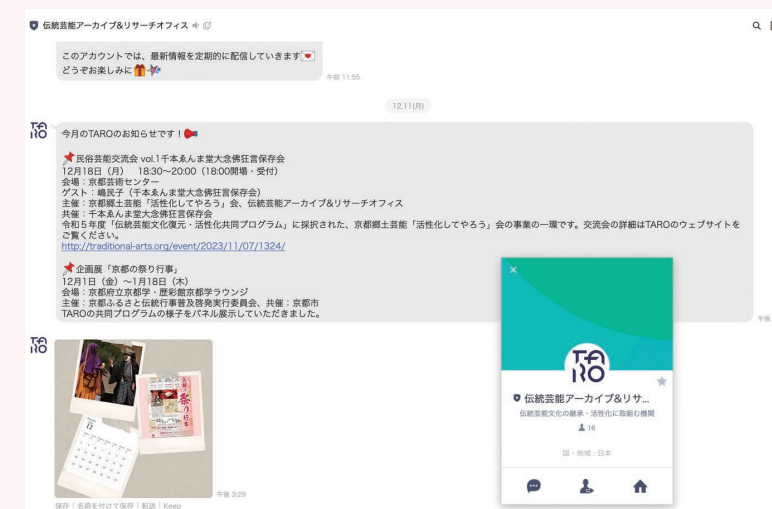 伝統芸能アーカイブ&リサーチオフィス
このアカウントでは、最新情報を定期的に配信していきます💌
どうぞお楽しみに🎁
午前 11:55
12.11(月)
TARO
今月のTAROのお知らせです!
📌民俗芸能交流会 vol.1千本ゑんま堂大念佛狂言保存会
12月18日(月) 18:30~20:00(18:00開場・受付)
会場:京都芸術センター
ゲスト:嶋民子(千本ゑんま堂大念佛狂言保存会)
主催:京都郷土芸能「活性化してやろう」会、伝統芸能アーカイブ&リサーチオフィス
共催:千本ゑんま堂大念佛狂言保存会
令和5年度「伝統芸能文化復元・活性化共同プログラム」に採択された、京都郷土芸能「活性化してやろう」会の事業の一環です。交流会の詳細はTAROのウェブサイトを
ご覧ください。
http://traditional-arts.org/event/2023/11/07/1324/
📌企画展「京都の祭り行事」
12月1日(金)~1月18日(木)
会場:京都府立京都学・歴彩館京都学ラウンジ
主催:京都ふるさと伝統行事普及啓発実行委員会、共催:京都市
TAROの共同プログラムの様子をパネル展示していただきました。
午後
TARO
京都の祭り行事
12
午後 3:29
保存|名前を付けて保存|転送|Keep
TARO
伝統芸能アーカイブ&リサ...
伝統芸能文化の継承・活性化に取組む機関
16
国・地域 : 日本